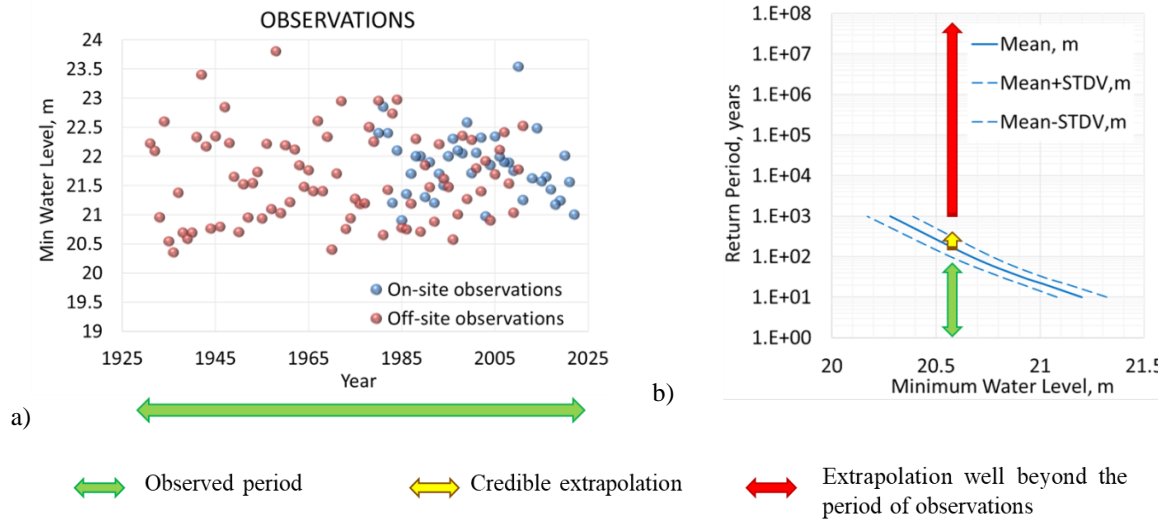 OBSERVATIONS
24
23.5
23
22.5
22
21.5
21
20.5
20
19.5
19
Min Water Level, m
On-site observations
Off-site observations
1925
1945
1965
1985
2005
2025
Year
a)
1.E+08
1.E+07
1.E+06
1.E+05
1.E+04
1.E+03
1.E+02
1.E+01
1.E+00
Return Period, years
Mean, m
Mean+STDV,m
Mean-STDV,m
20
20.5
21
21.5
Minimum Water Level, m
b)
Observed period
Credible extrapolation
Extrapolation well beyond the
period of observations